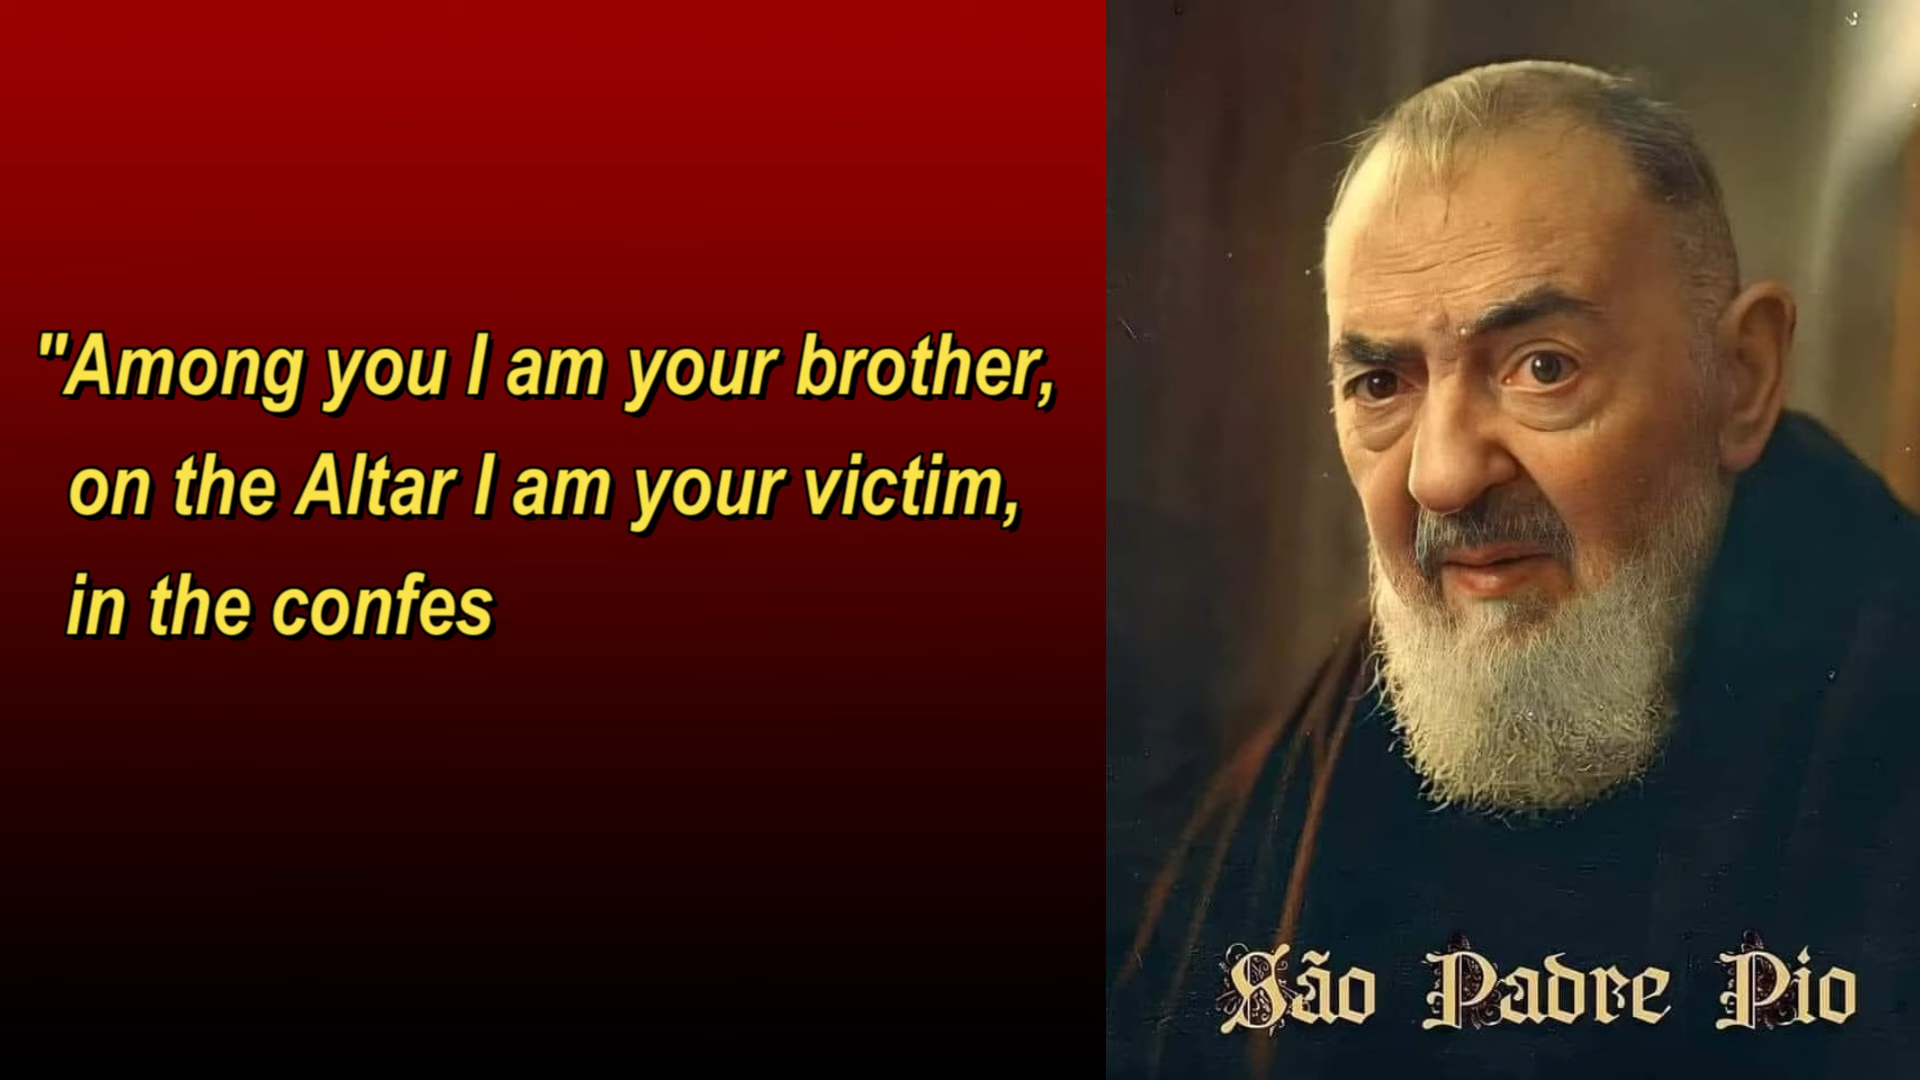 "Among you I am your brother,
on the Altar I am your victim,
in the confes
São Padre Pio